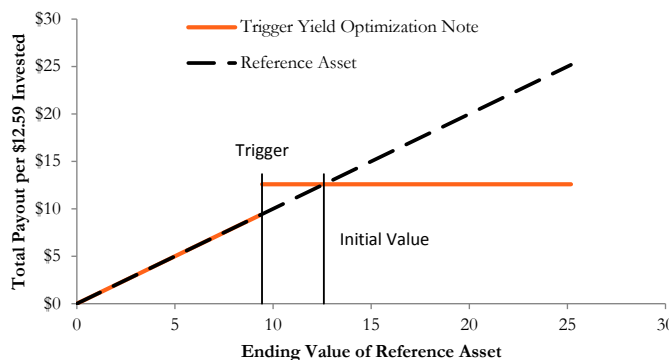 $30
$25
$20
$15
$10
$5
$0
Total Payout per $12.59 Invested
Trigger Yield Optimization Note
Reference Asset
Trigger
Initial Value
0
5
10
15
20
25
30
Ending Value of Reference Asset